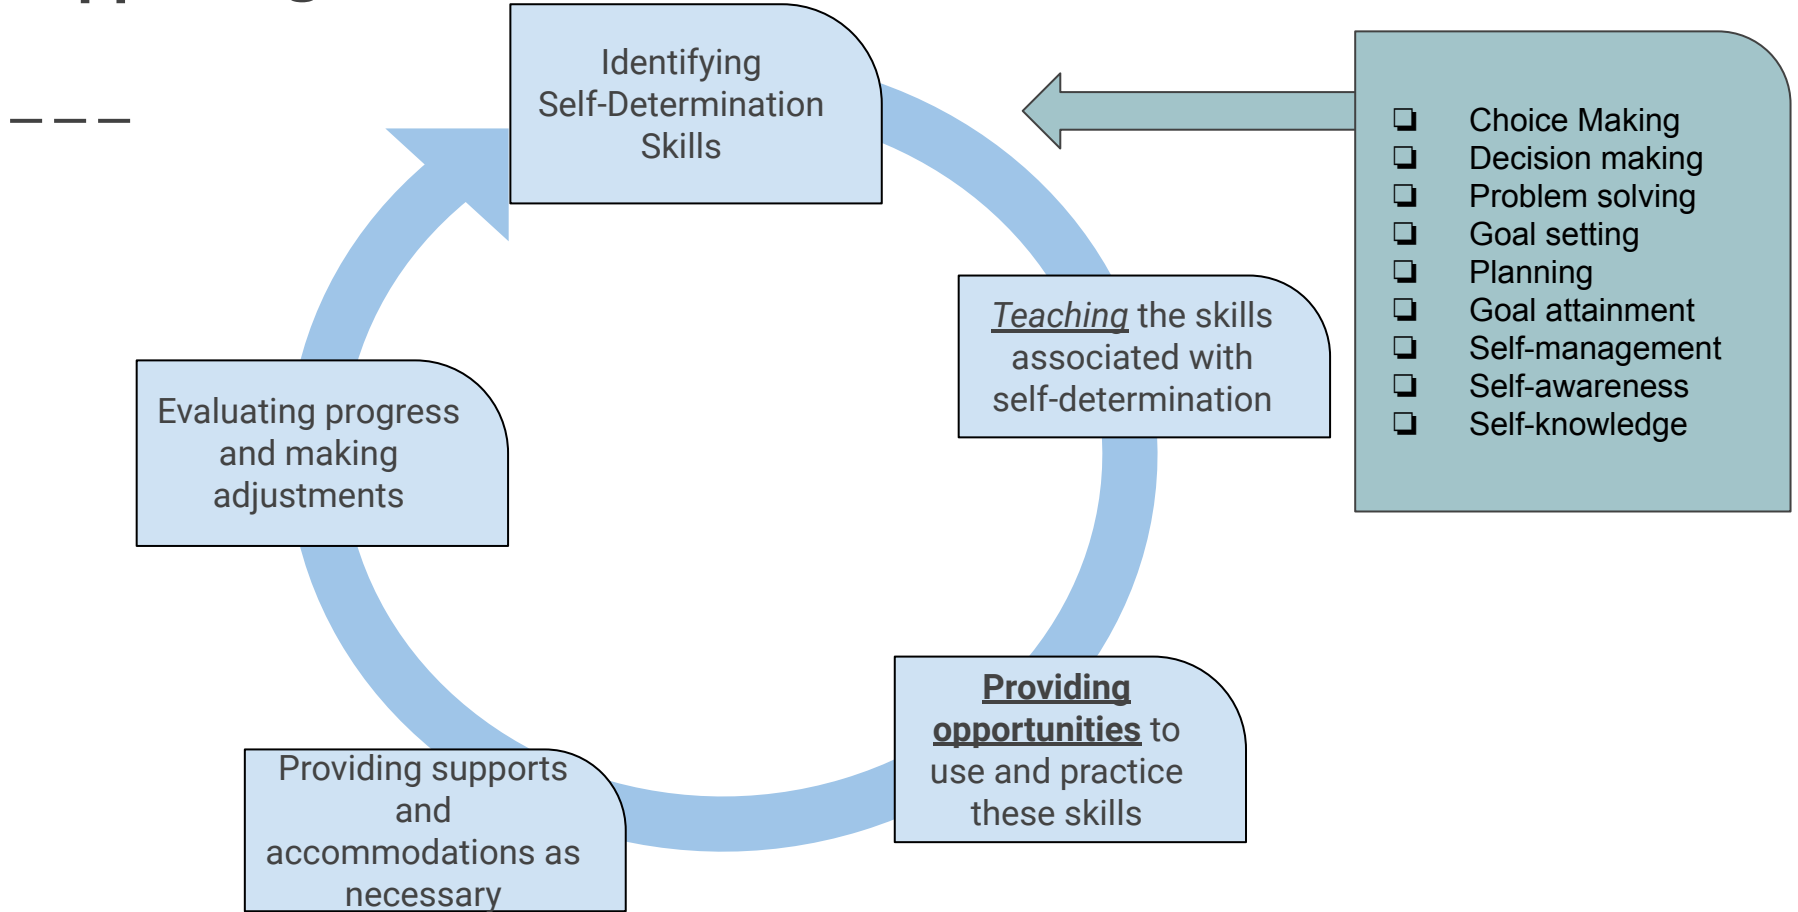 Identifying
Self-Determination
Skills
❏ Choice Making
❏ Decision making
❏ Problem solving
❏ Goal setting
❏ Planning
❏ Goal attainment
❏ Self-management
❏ Self-awareness
❏ Self-knowledge
Teaching the skills
associated with
self-determination
Providing
opportunities to
use and practice
these skills
Providing supports
and
accommodations as
necessary
Evaluating progress
and making
adjustments